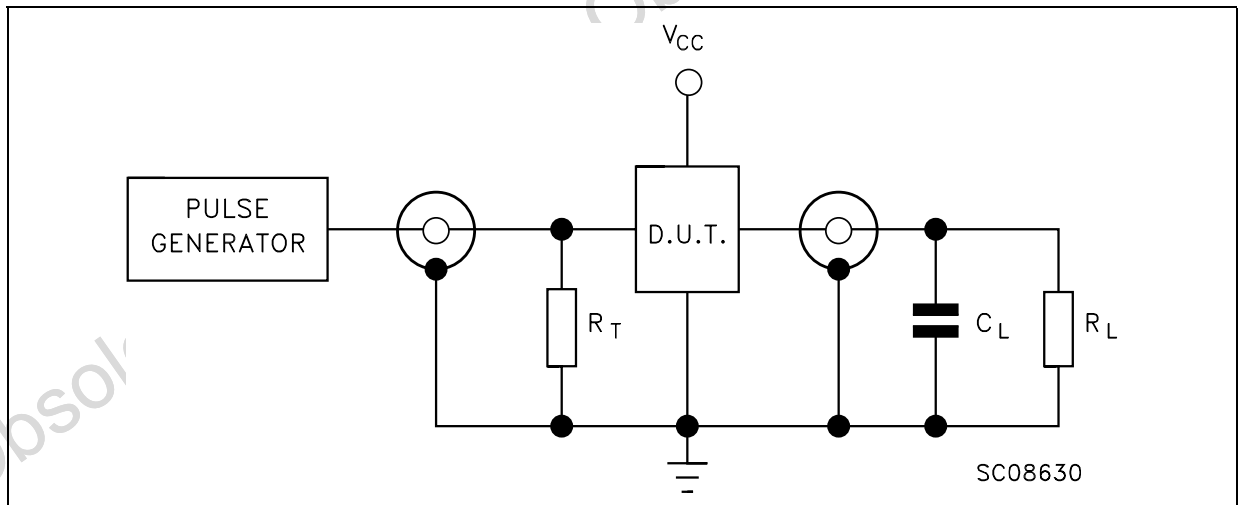 VCC
PULSE
GENERATOR
D.U.T.
RT
CL
RL
SC08630